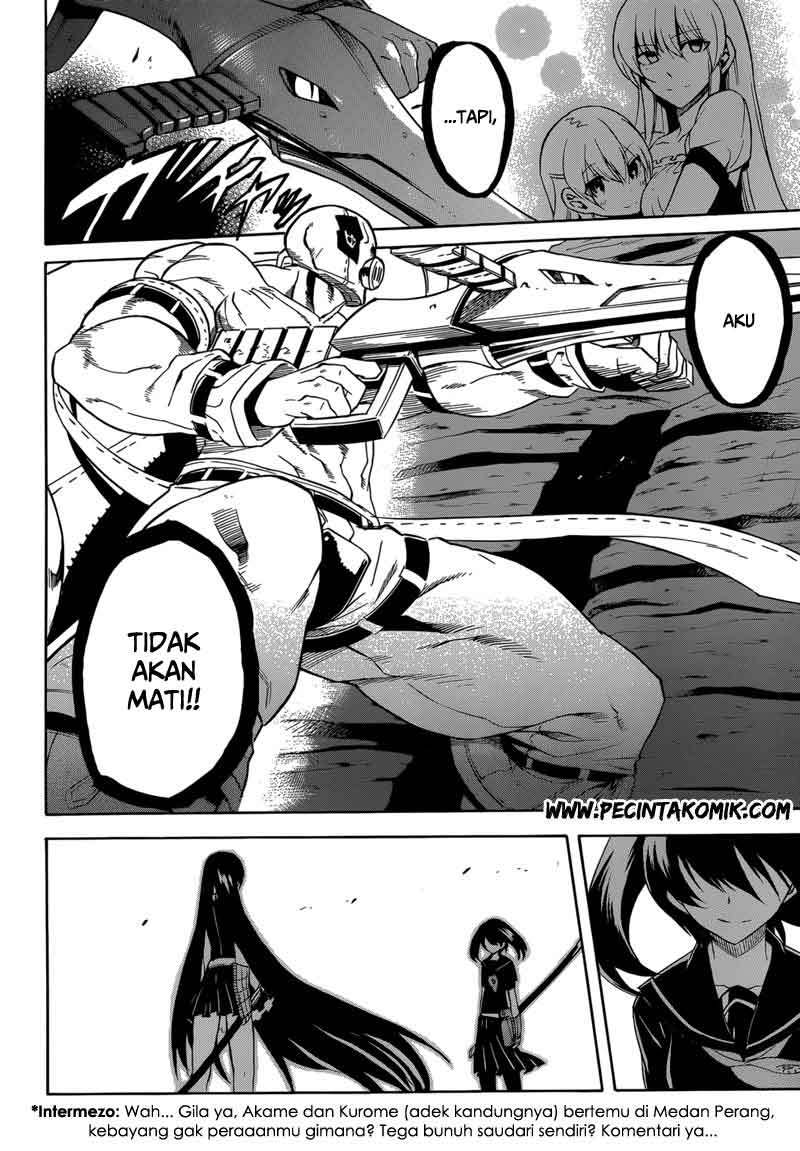 ...TAPI,
AKU
TIDAK
AKAN
MATI!!
WWW.PECINTAKOMIK.COM
*Intermezo: Wah... Gila ya, Akame dan Kurome (adek kandungnya) bertemu di Medan Perang,
kebayang gak peraaanmu gimana? Tega bunuh saudari sendiri? Komentari ya...